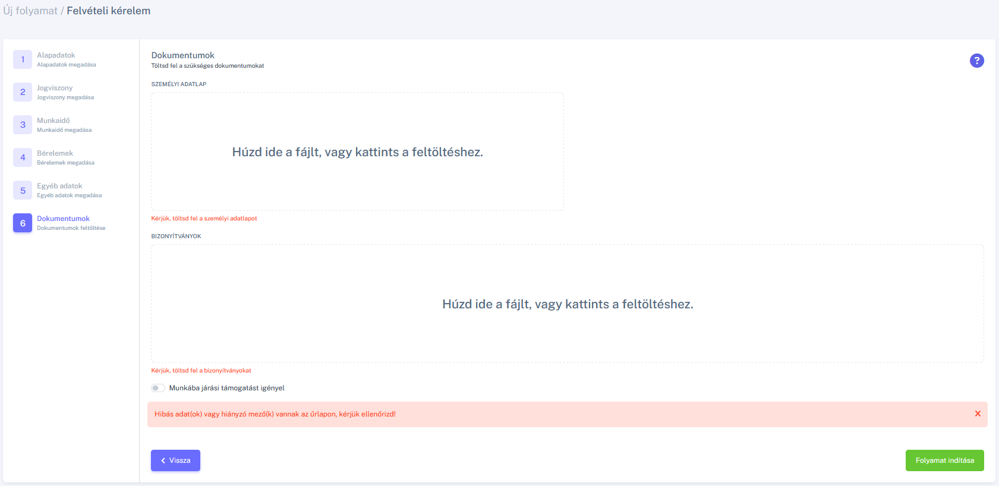 Új folyamat / Felvételi kérelem
1
Alapadatok
Alapadatok megadása
2
Jogviszony
Jogviszony megadása
3
Munkaidő
Munkaidő megadása
4
Bérelemek
Bérelemek megadása
5
Egyéb adatok
Egyéb adatok megadása
6
Dokumentumok
Dokumentumok feltöltése
Dokumentumok
Töltsd fel a szükséges dokumentumokat
?
SZEMÉLYI ADATLAP
Húzd ide a fájlt, vagy kattints a feltöltéshez.
Kérjük, töltsd fel a személyi adatlapot
BIZONYÍTVÁNYOK
Húzd ide a fájlt, vagy kattints a feltöltéshez.
Kérjük, töltsd fel a bizonyítványokat
Munkába járási támogatást igényel
Hibás adat(ok) vagy hiányzó mező(k) vannak az űrlapon, kérjük ellenőrizd!
Vissza
Folyamat indítása